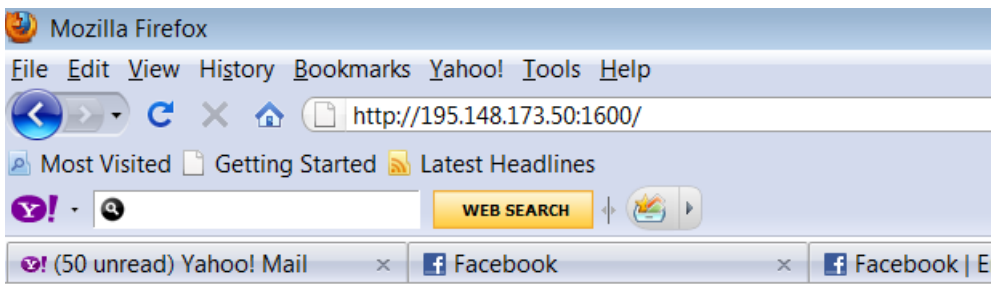 Mozilla Firefox
File Edit View History Bookmarks Yahoo! Tools Help
http://195.148.173.50:1600/
Most Visited Getting Started Latest Headlines
Y! WEB SEARCH
Y! (50 unread) Yahoo! Mail Facebook Facebook | E